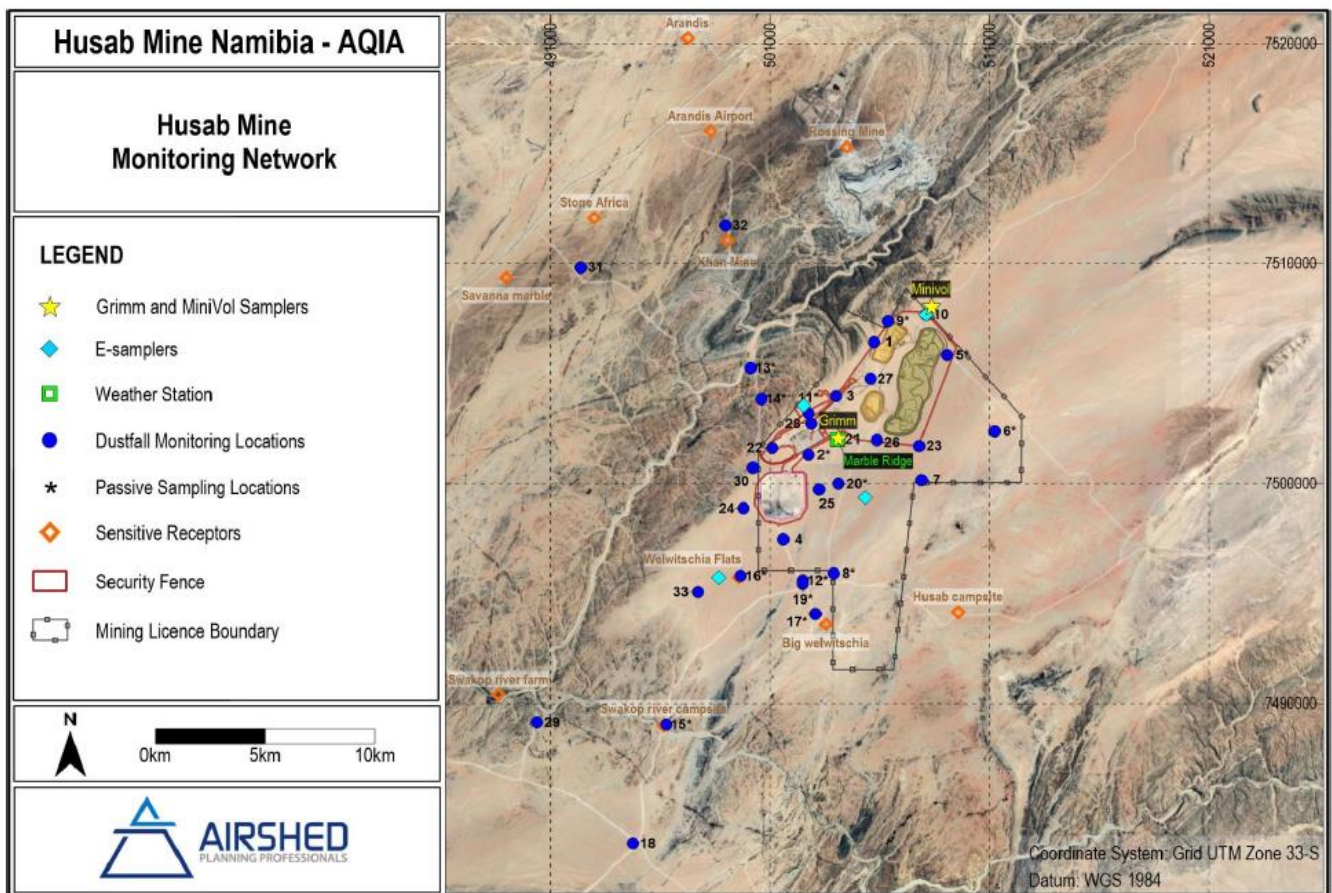 Husab Mine Namibia - AQIA
Husab Mine
Monitoring Network
LEGEND
Grimm and MiniVol Samplers
E-samplers
Weather Station
Dustfall Monitoring Locations
Passive Sampling Locations
Sensitive Receptors
Security Fence
Mining Licence Boundary
N
0km
5km
10km
AIRSHED
PLANNING PROFESSIONALS
Arandis
491000
501000
511000
521000
7520000
Arandis Airport
Rossing Mine
Stone Africa
32
Khan Mine
31
7510000
Savanna marble
Minivol
10
9*
1
5*
13*
27
14*
11*
3
28
Grimm
21
26
6*
22*
2*
Marble Ridge
23
30
20*
7
7500000
25
24
4
Welwitschia Flats
16*
12*
8*
33
19*
Husab campsite
17*
Big welwitschia
Swakop river farm
Swakop river campsite
7490000
29
15*
18
Coordinate System: Grid UTM Zone 33-S
Datum: WGS 1984